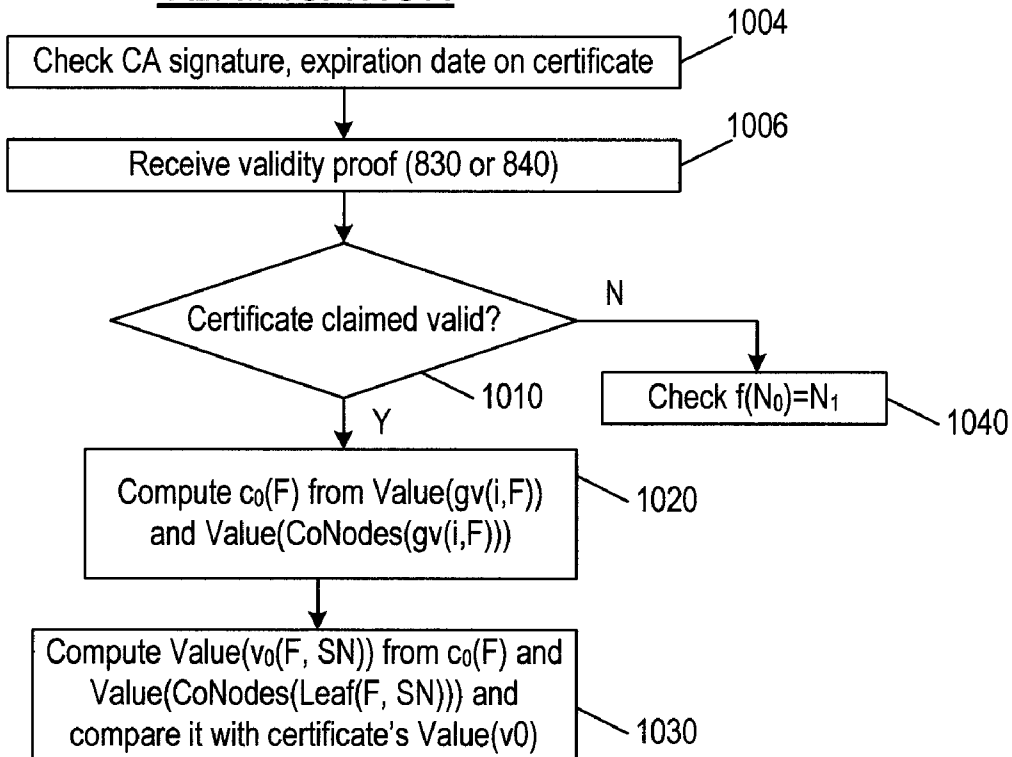 1004
Check CA signature, expiration date on certificate
1006
Receive validity proof (830 or 840)
Certificate claimed valid?
N
1010
Check f(N₀)=N₁
1040
Y
Compute c₀(F) from Value(gv(i,F))
and Value(CoNodes(gv(i,F)))
1020
Compute Value(v₀(F, SN)) from c₀(F) and
Value(CoNodes(Leaf(F, SN))) and
compare it with certificate's Value(v0)
1030